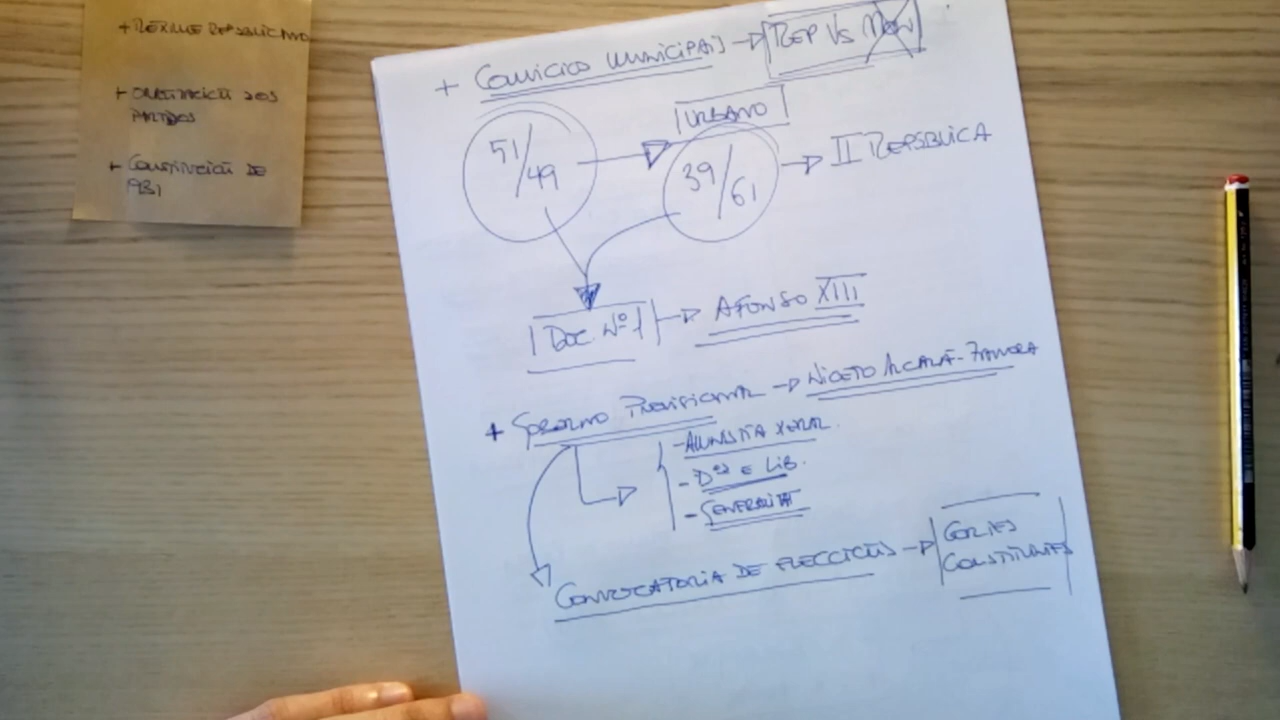 + RÉXIME REPUBLICANO
+ ORGANIZACIÓN DOS
PARTIDOS
+ CONSTITUCIÓN DE
1931
+ COMICIOS MUNICIPAIS → REP VS MON
URBANO
51/49
39/61 → II REPÚBLICA
DOC. Nº 1 → AFONSO XIII
+ GOBERNO PROVISIONAL → NICETO ALCALÁ-ZAMORA
- AMNISTÍA XERAL
- Dos E LIB.
- GENERALITAT
CONVOCATORIA DE ELECCIÓNS → CORTES
CONSTITUINTES